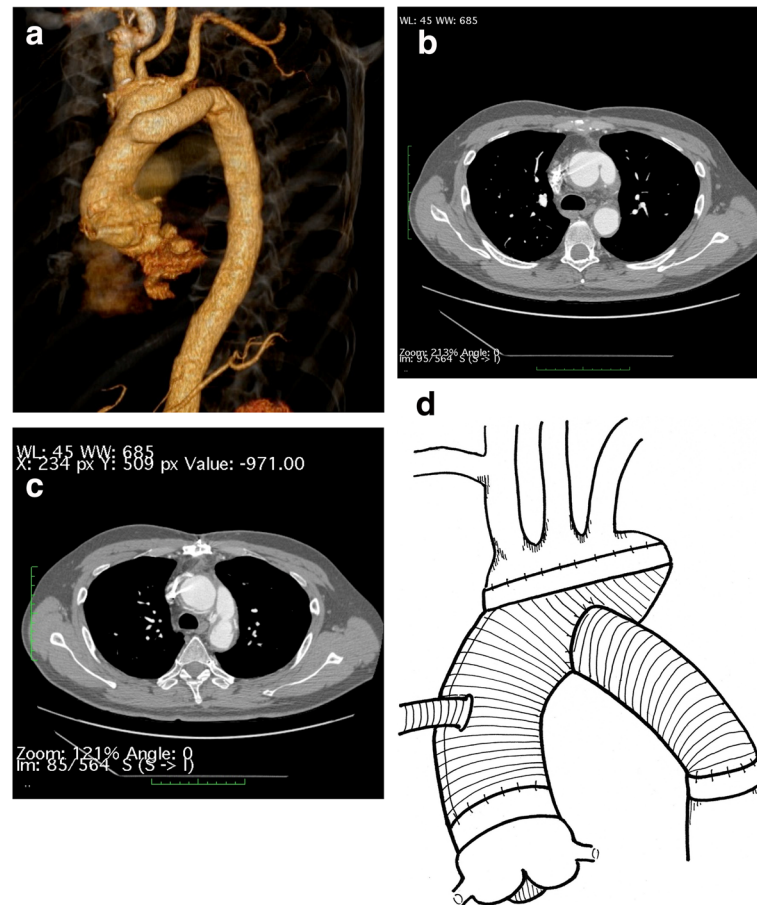 a
WL: 45 WW: 685
b
Zoom: 213% Angle: 0
Im: 95/564 S (S -> I)
WL: 45 WW: 685
X: 234 px Y: 509 px Value: -971.00
c
Zoom: 121% Angle: 0
Im: 85/564 S (S -> I)
d